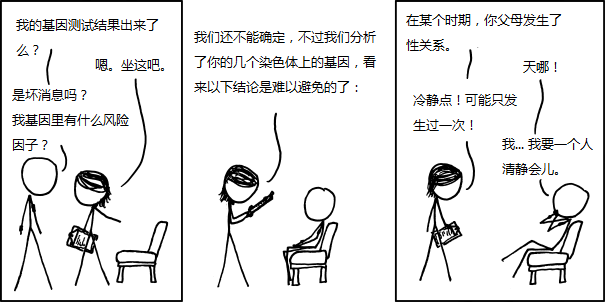 我的基因测试结果出来了
么？
嗯。坐这吧。
是坏消息吗？
我基因里有什么风险
因子？
我们还不能确定，不过我们分析
了你的几个染色体上的基因，看
来以下结论是难以避免的了：
在某个时期，你父母发生了
性关系。
天哪！
冷静点！可能只发
生过一次！
我... 我要一个人
清静会儿。